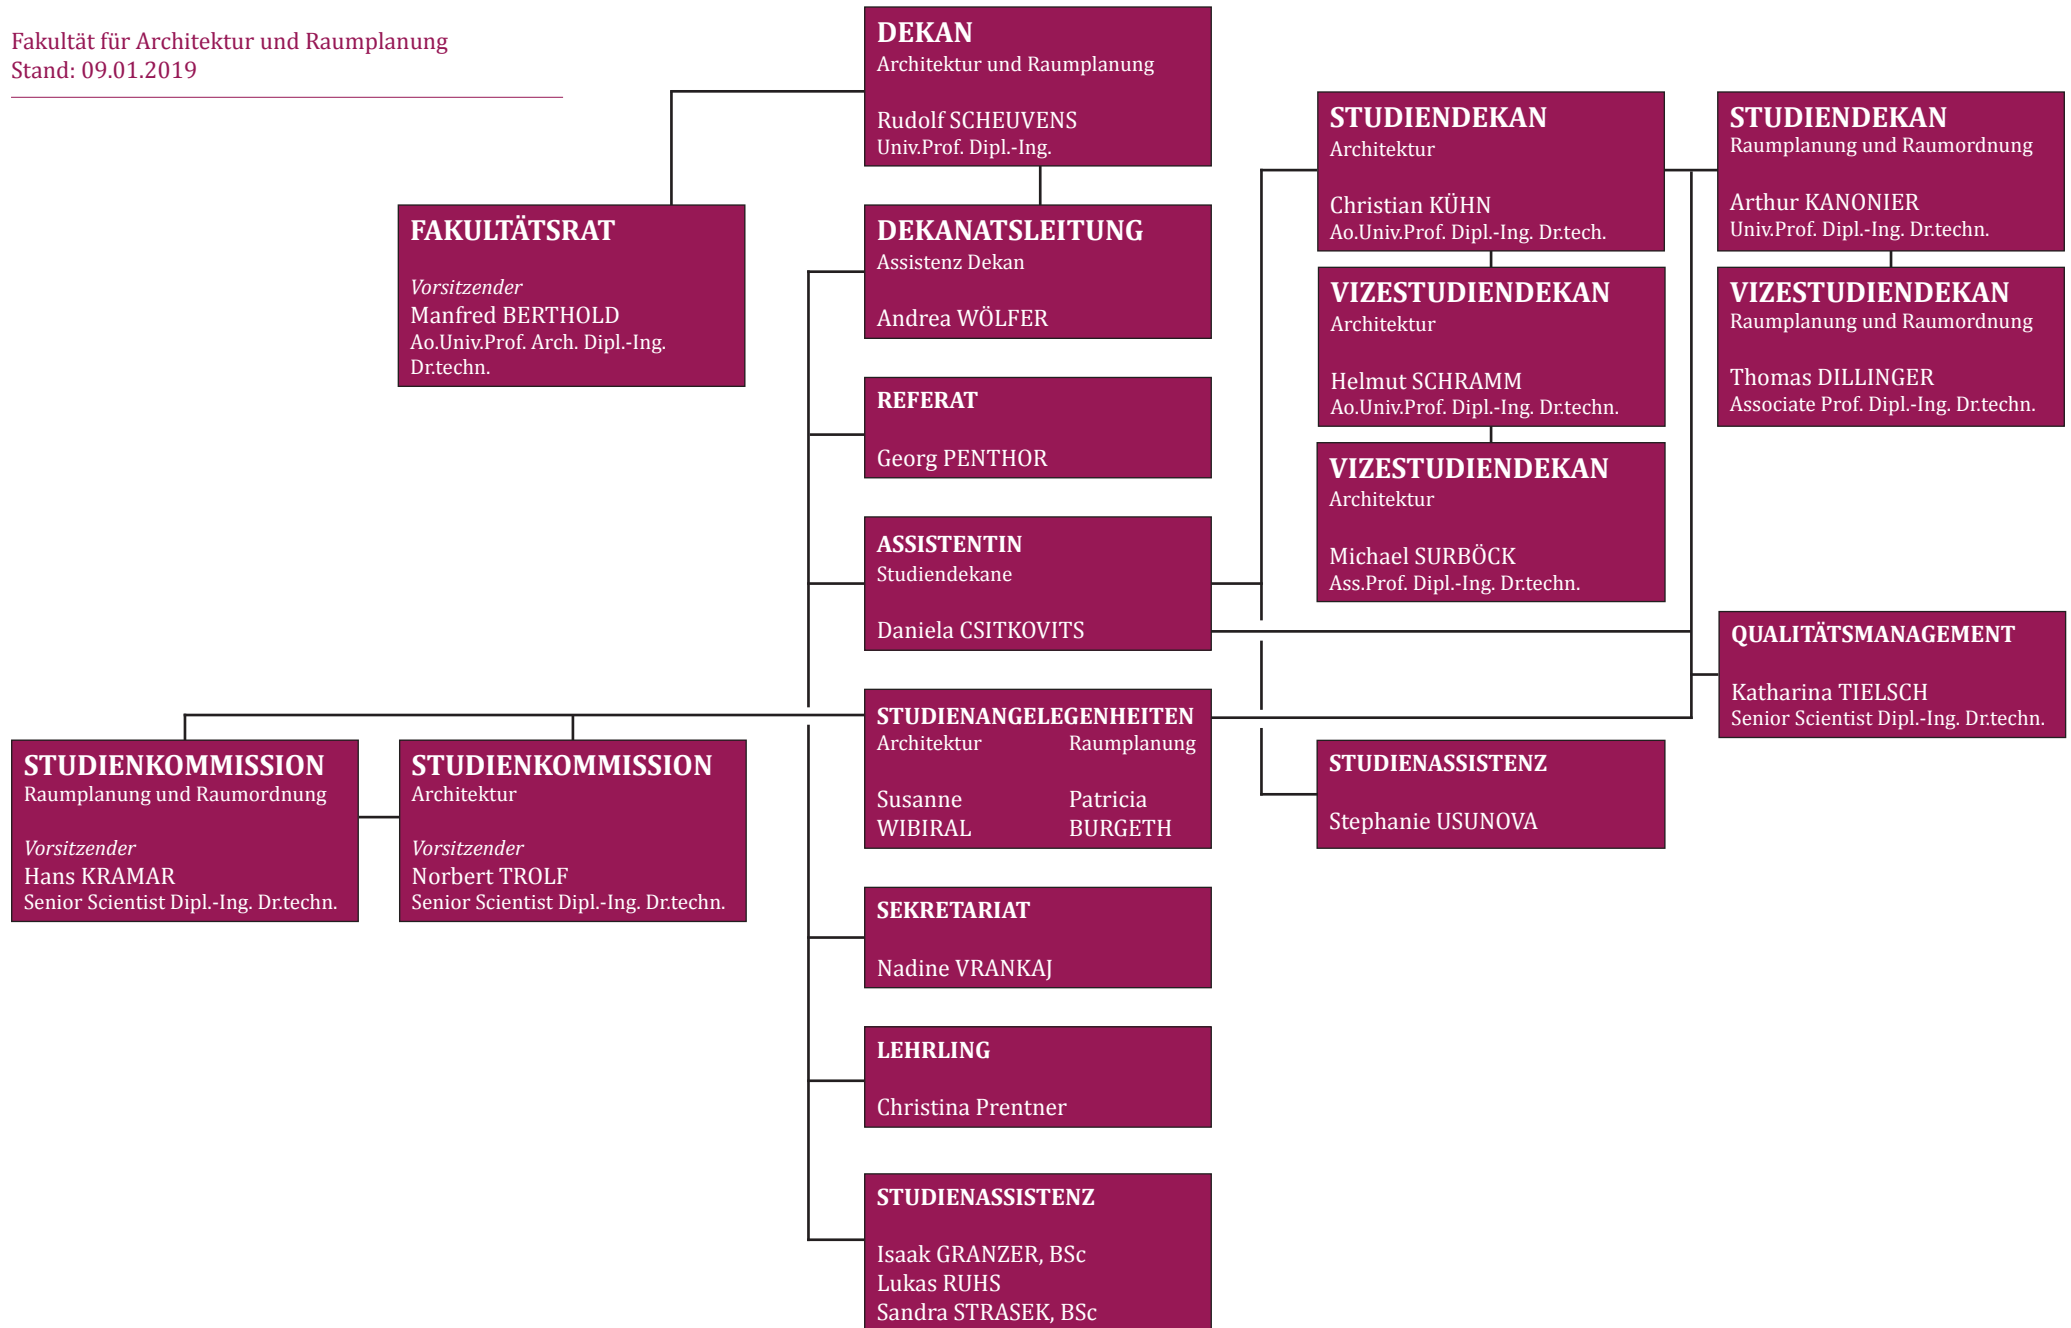 Fakultät für Architektur und Raumplanung
Stand: 09.01.2019
DEKAN
Architektur und Raumplanung
Rudolf SCHEUVENS
Univ.Prof. Dipl.-Ing.
FAKULTÄTSRAT
Vorsitzender
Manfred BERTHOLD
Ao.Univ.Prof. Arch. Dipl.-Ing.
Dr.techn.
DEKANATSLEITUNG
Assistenz Dekan
Andrea WÖLFER
REFERAT
Georg PENTHOR
ASSISTENTIN
Studiendekane
Daniela CSITKOVITS
STUDIENANGELEGENHEITEN
Architektur Raumplanung
Susanne Patricia
WIBIRAL BURGETH
SEKRETARIAT
Nadine VRANKAJ
LEHRLING
Christina Prentner
STUDIENASSISTENZ
Isaak GRANZER, BSc
Lukas RUHS
Sandra STRASEK, BSc
STUDIENKOMMISSION
Raumplanung und Raumordnung
Vorsitzender
Hans KRAMAR
Senior Scientist Dipl.-Ing. Dr.techn.
STUDIENKOMMISSION
Architektur
Vorsitzender
Norbert TROLF
Senior Scientist Dipl.-Ing. Dr.techn.
STUDIENDEKAN
Architektur
Christian KÜHN
Ao.Univ.Prof. Dipl.-Ing. Dr.tech.
VIZESTUDIENDEKAN
Architektur
Helmut SCHRAMM
Ao.Univ.Prof. Dipl.-Ing. Dr.techn.
VIZESTUDIENDEKAN
Architektur
Michael SURBÖCK
Ass.Prof. Dipl.-Ing. Dr.techn.
STUDIENASSISTENZ
Stephanie USUNOVA
STUDIENDEKAN
Raumplanung und Raumordnung
Arthur KANONIER
Univ.Prof. Dipl.-Ing. Dr.techn.
VIZESTUDIENDEKAN
Raumplanung und Raumordnung
Thomas DILLINGER
Associate Prof. Dipl.-Ing. Dr.techn.
QUALITÄTSMANAGEMENT
Katharina TIELSCH
Senior Scientist Dipl.-Ing. Dr.techn.